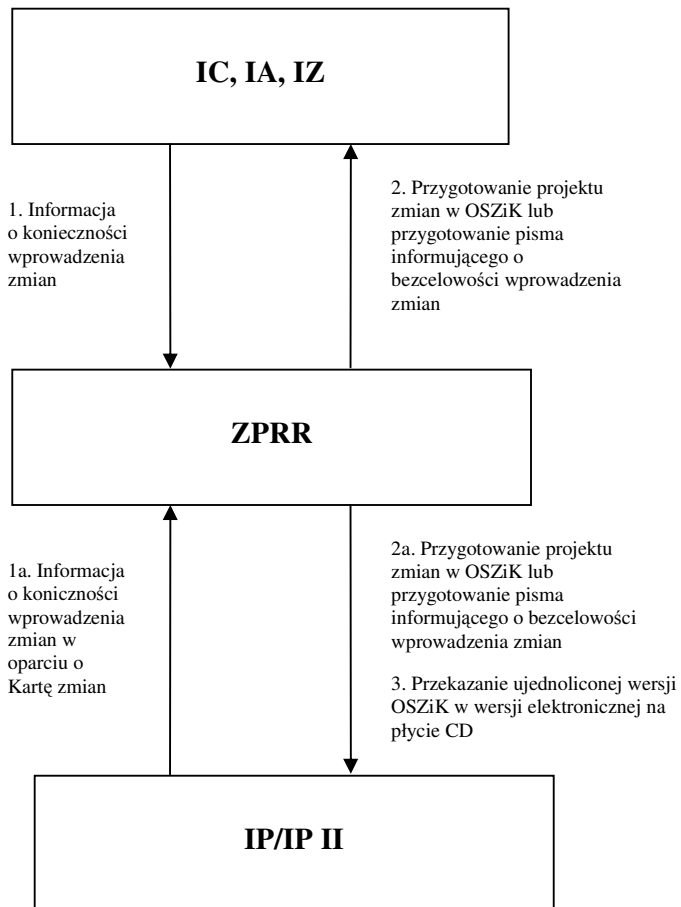 IC, IA, IZ
1. Informacja
o konieczności
wprowadzenia
zmian
2. Przygotowanie projektu
zmian w OSZiK lub
przygotowanie pisma
informującego o
bezcelowości wprowadzenia
zmian
ZPRR
1a. Informacja
o koniczności
wprowadzenia
zmian w
oparciu o
Kartę zmian
2a. Przygotowanie projektu
zmian w OSZiK lub
przygotowanie pisma
informującego o bezcelowości
wprowadzenia zmian
3. Przekazanie ujednoliconej wersji
OSZiK w wersji elektronicznej na
płycie CD
IP/IP II